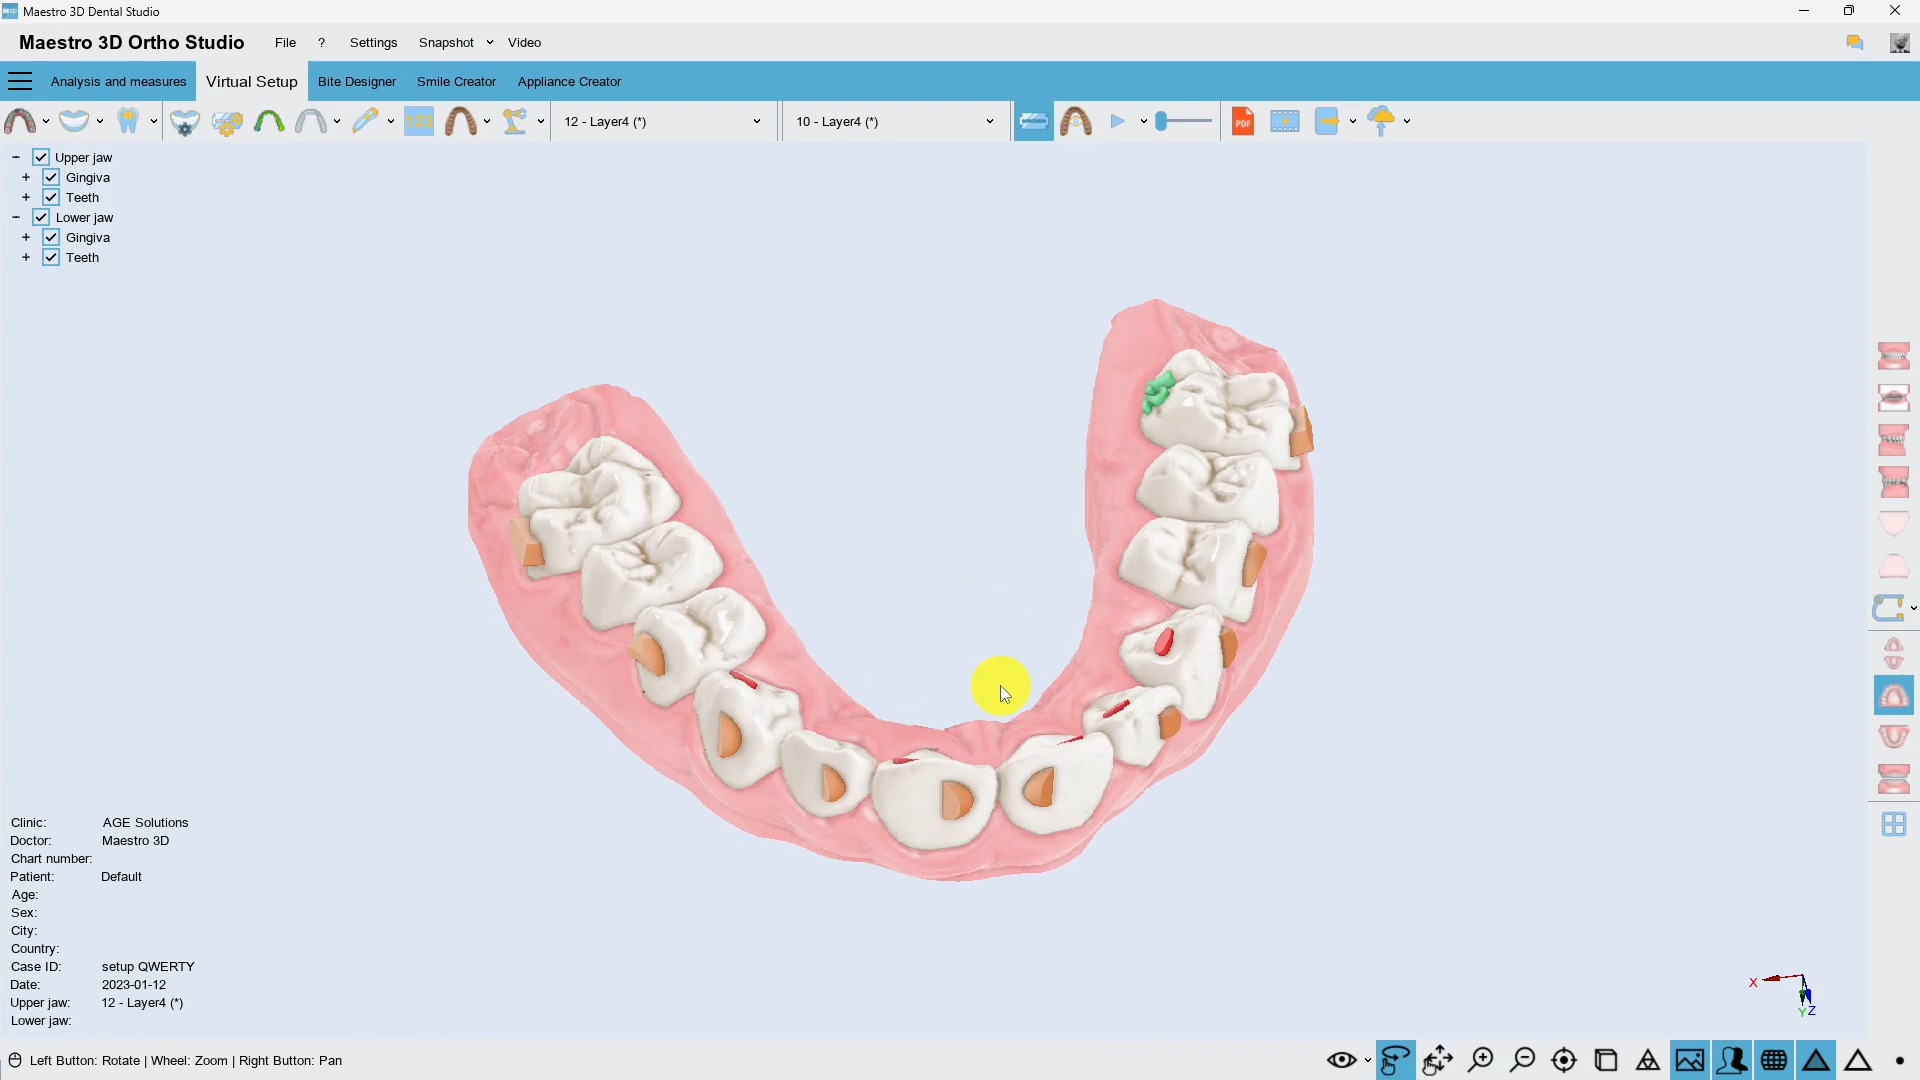 Maestro 3D Dental Studio
Maestro 3D Ortho Studio File ? Settings Snapshot Video
Analysis and measures Virtual Setup Bite Designer Smile Creator Appliance Creator
123 12 - Layer4 (*) 10 - Layer4 (*) PDF
Upper jaw
Gingiva
Teeth
Lower jaw
Gingiva
Teeth
Clinic: AGE Solutions
Doctor: Maestro 3D
Chart number:
Patient: Default
Age:
Sex:
City:
Country:
Case ID: setup QWERTY
Date: 2023-01-12
Upper jaw: 12 - Layer4 (*)
Lower jaw:
X
Y Z
Left Button: Rotate | Wheel: Zoom | Right Button: Pan